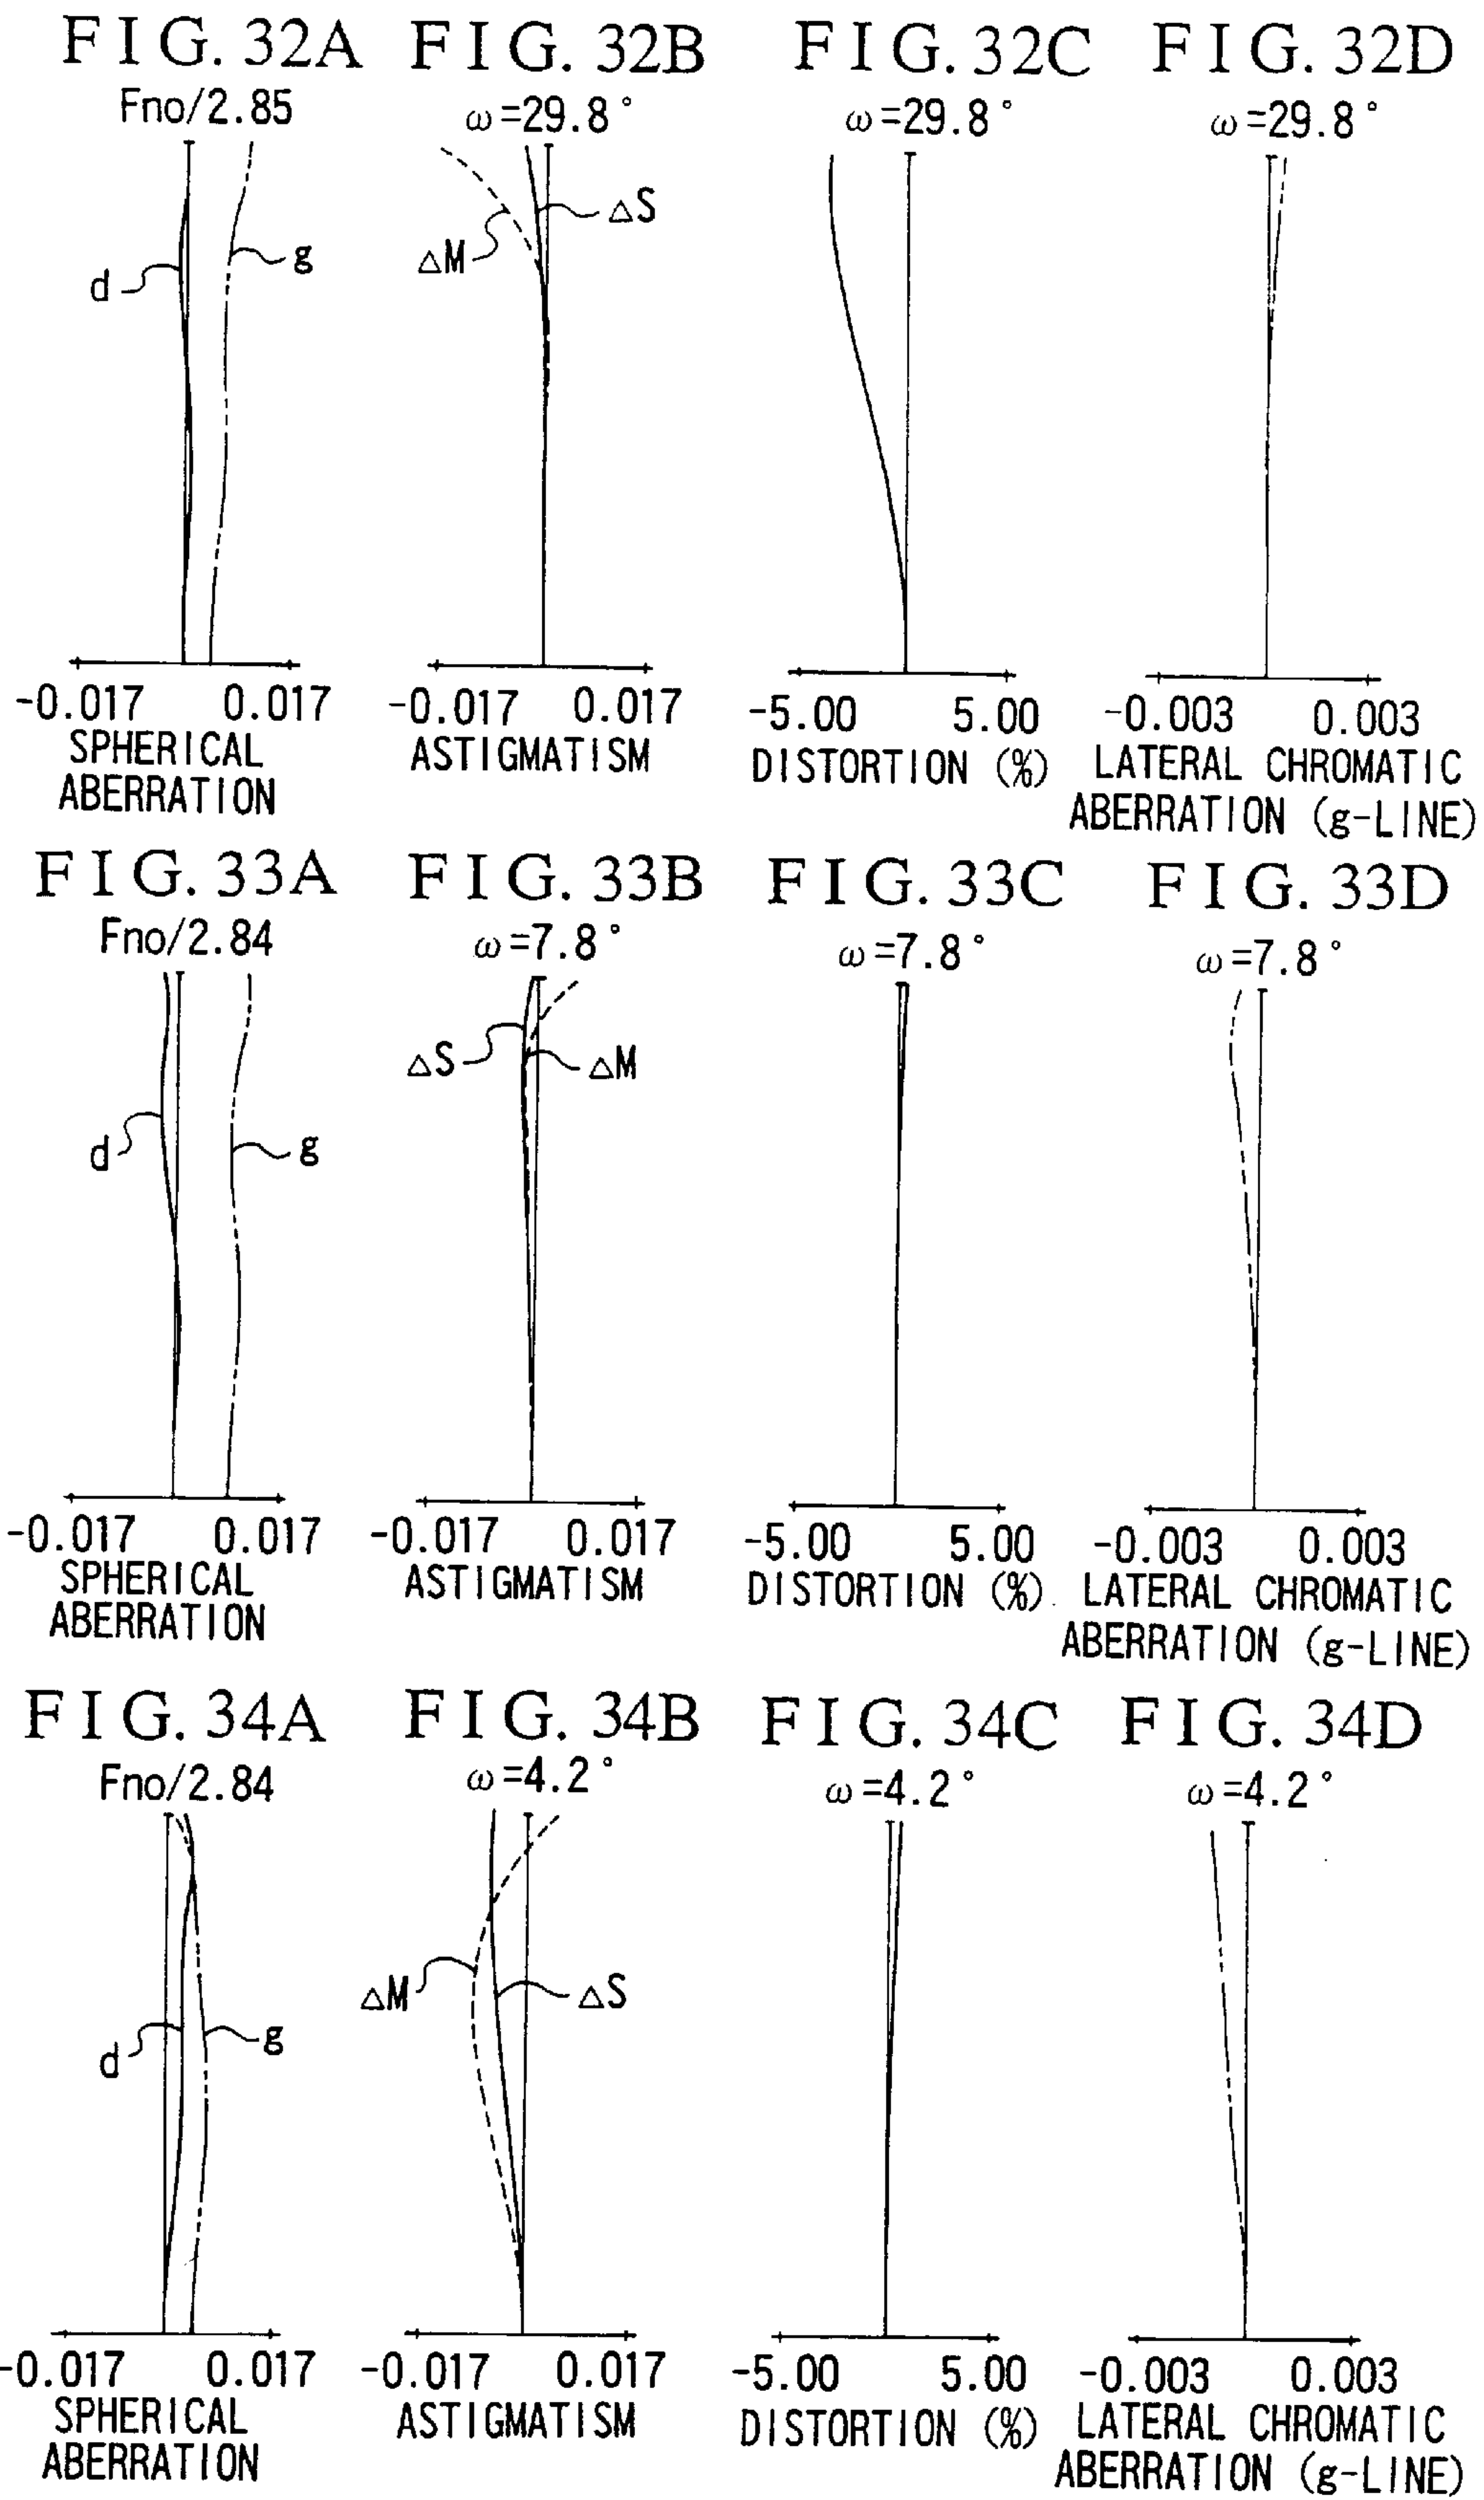 FIG. 32A FIG. 32B FIG. 32C FIG. 32D
Fno/2.85 ω=29.8° ω=29.8° ω=29.8°
d g ΔM ΔS
-0.017 0.017 -0.017 0.017 -5.00 5.00 -0.003 0.003
SPHERICAL ASTIGMATISM DISTORTION (%) LATERAL CHROMATIC
ABERRATION ABERRATION (g-LINE)
FIG. 33A FIG. 33B FIG. 33C FIG. 33D
Fno/2.84 ω=7.8° ω=7.8° ω=7.8°
d g ΔS ΔM
-0.017 0.017 -0.017 0.017 -5.00 5.00 -0.003 0.003
SPHERICAL ASTIGMATISM DISTORTION (%) LATERAL CHROMATIC
ABERRATION ABERRATION (g-LINE)
FIG. 34A FIG. 34B FIG. 34C FIG. 34D
Fno/2.84 ω=4.2° ω=4.2° ω=4.2°
d g ΔM ΔS
-0.017 0.017 -0.017 0.017 -5.00 5.00 -0.003 0.003
SPHERICAL ASTIGMATISM DISTORTION (%) LATERAL CHROMATIC
ABERRATION ABERRATION (g-LINE)